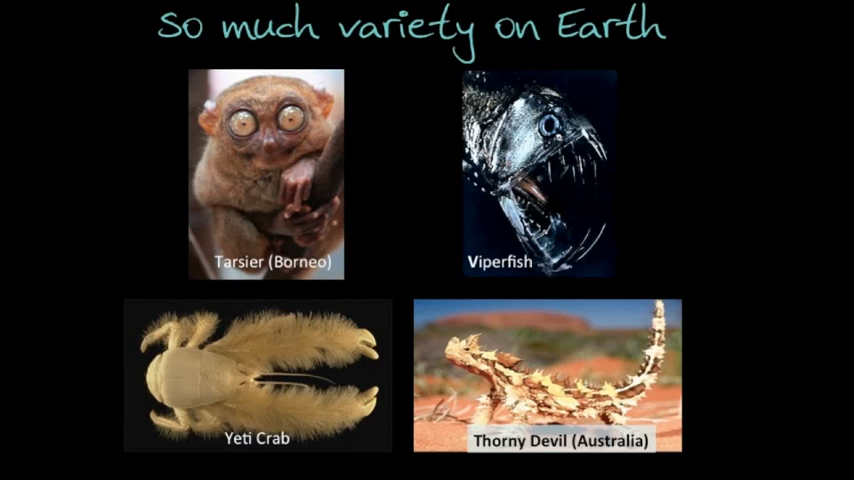 So much variety on Earth
Tarsier (Borneo)
Viperfish
Yeti Crab
Thorny Devil (Australia)